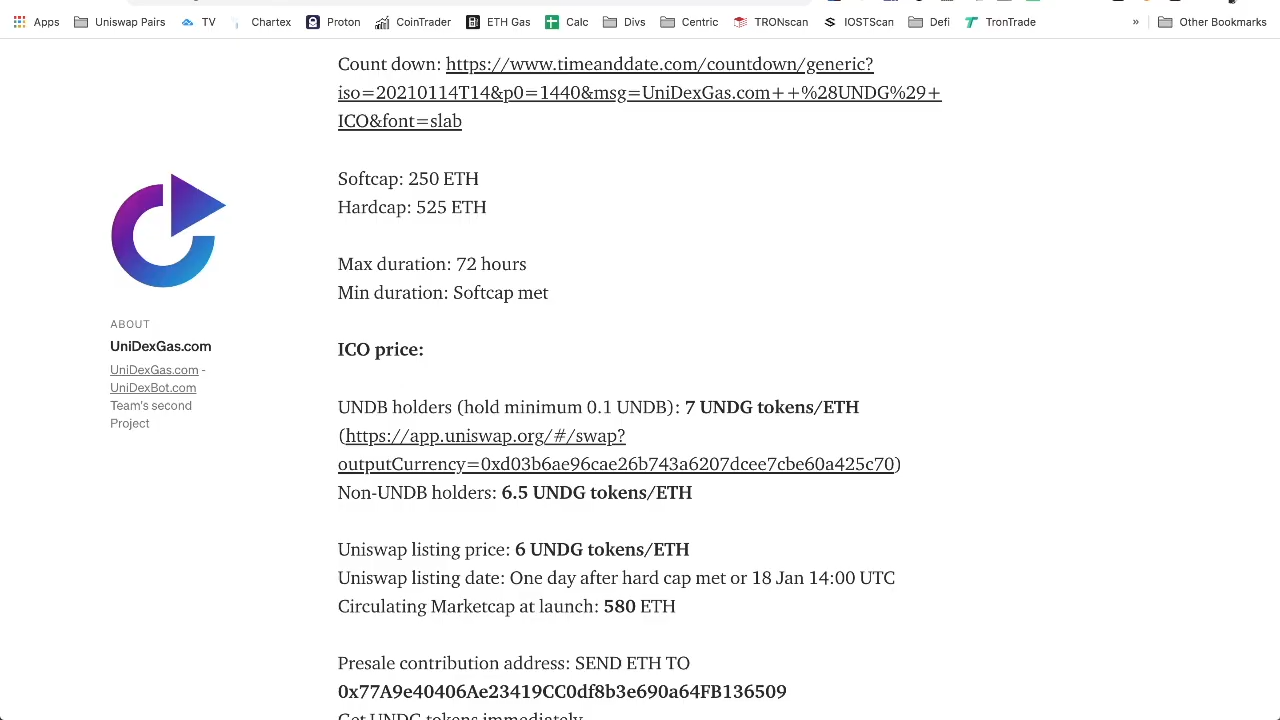 Apps
Uniswap Pairs
TV
Chartex
Proton
CoinTrader
ETH Gas
Calc
Divs
Centric
TRONscan
IOSTScan
Defi
TronTrade
»
Other Bookmarks
Count down: https://www.timeanddate.com/countdown/generic?
iso=20210114T14&p0=1440&msg=UniDexGas.com++%28UNDG%29+
ICO&font=slab
Softcap: 250 ETH
Hardcap: 525 ETH
Max duration: 72 hours
Min duration: Softcap met
ABOUT
UniDexGas.com
UniDexGas.com -
UniDexBot.com
Team's second
Project
ICO price:
UNDB holders (hold minimum 0.1 UNDB): 7 UNDG tokens/ETH
(https://app.uniswap.org/#/swap?
outputCurrency=0xd03b6ae96cae26b743a6207dcee7cbe60a425c70)
Non-UNDB holders: 6.5 UNDG tokens/ETH
Uniswap listing price: 6 UNDG tokens/ETH
Uniswap listing date: One day after hard cap met or 18 Jan 14:00 UTC
Circulating Marketcap at launch: 580 ETH
Presale contribution address: SEND ETH TO
0x77A9e40406Ae23419CC0df8b3e690a64FB136509
Get UNDG tokens immediately